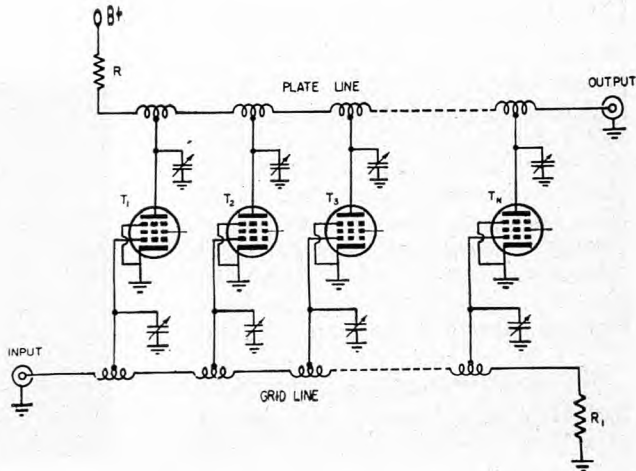 B+
R
PLATE LINE
OUTPUT
T1
T2
T3
TN
INPUT
GRID LINE
R1